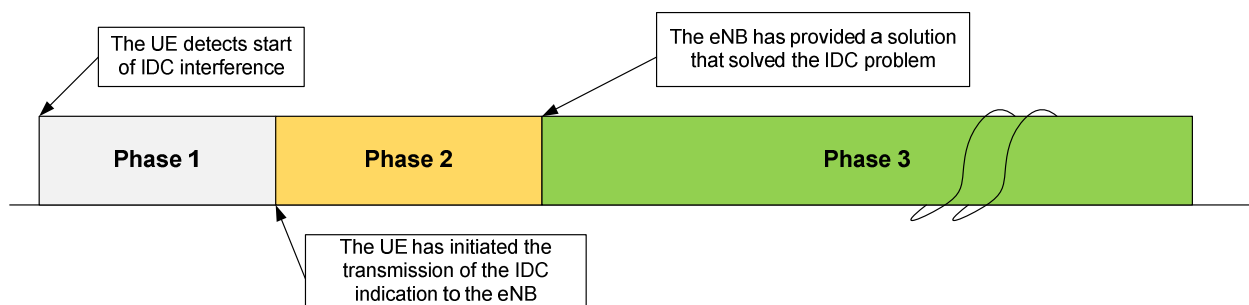 The UE detects start
of IDC interference
The eNB has provided a solution
that solved the IDC problem
Phase 1
Phase 2
Phase 3
The UE has initiated the
transmission of the IDC
indication to the eNB